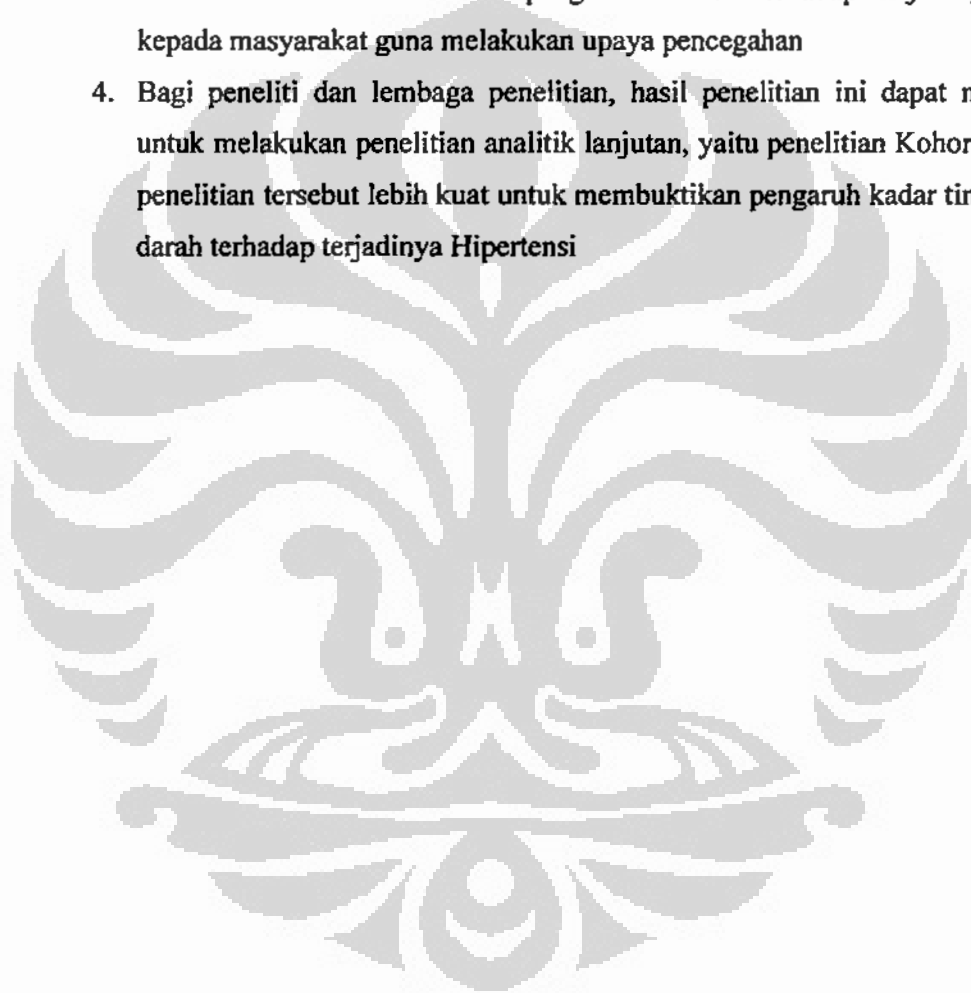 kepada masyarakat guna melakukan upaya pencegahan
4. Bagi peneliti dan lembaga penelitian, hasil penelitian ini dapat
untuk melakukan penelitian analitik lanjutan, yaitu penelitian Kohor
penelitian tersebut lebih kuat untuk membuktikan pengaruh kadar
darah terhadap terjadinya Hipertensi